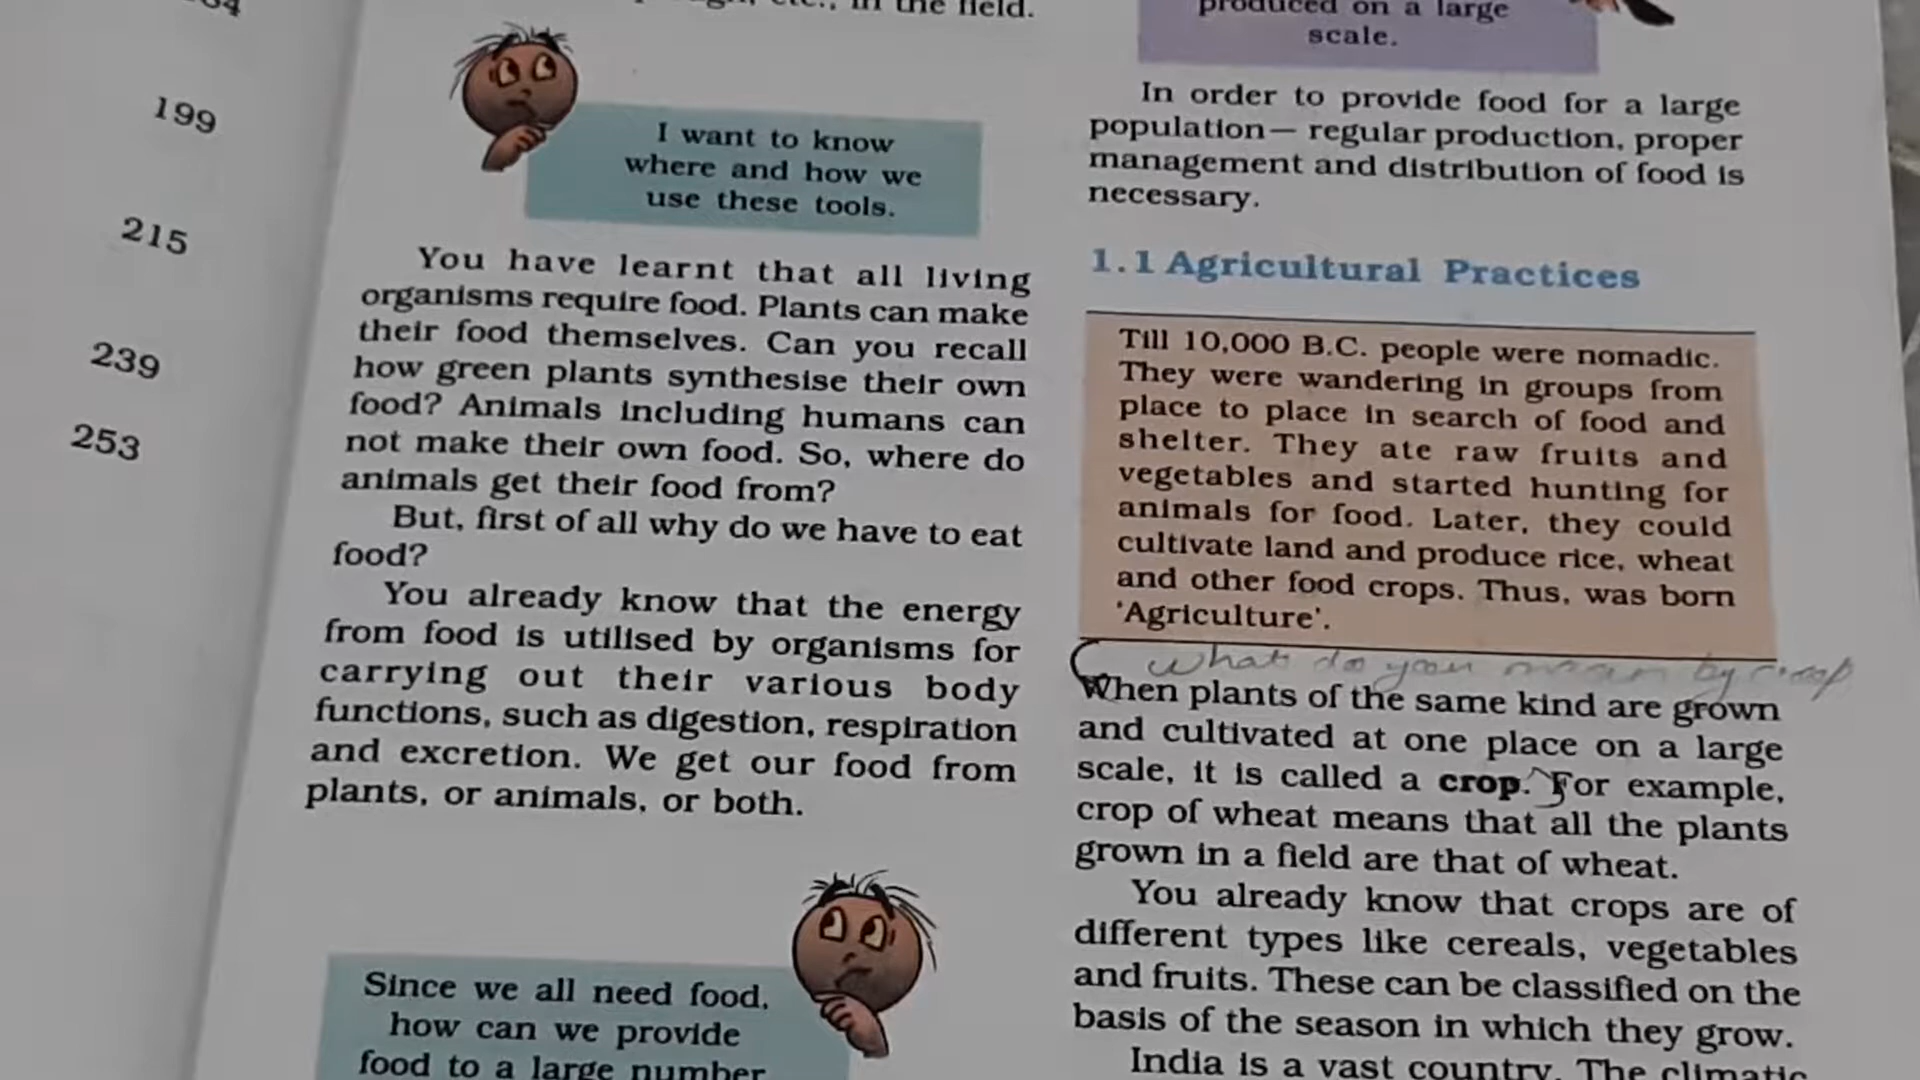 199
215
239
253
etc., in the field.
I want to know
where and how we
use these tools.
You have learnt that all living
organisms require food. Plants can make
their food themselves. Can you recall
how green plants synthesise their own
food? Animals including humans can
not make their own food. So, where do
animals get their food from?
But, first of all why do we have to eat
food?
You already know that the energy
from food is utilised by organisms for
carrying out their various body
functions, such as digestion, respiration
and excretion. We get our food from
plants, or animals, or both.
Since we all need food,
how can we provide
food to a large number
produced on a large
scale.
In order to provide food for a large
population— regular production, proper
management and distribution of food is
necessary.
1.1 Agricultural Practices
Till 10,000 B.C. people were nomadic.
They were wandering in groups from
place to place in search of food and
shelter. They ate raw fruits and
vegetables and started hunting for
animals for food. Later, they could
cultivate land and produce rice, wheat
and other food crops. Thus, was born
'Agriculture'.
what do you mean by crop
When plants of the same kind are grown
and cultivated at one place on a large
scale, it is called a crop. For example,
crop of wheat means that all the plants
grown in a field are that of wheat.
You already know that crops are of
different types like cereals, vegetables
and fruits. These can be classified on the
basis of the season in which they grow.
India is a vast country. The climatic